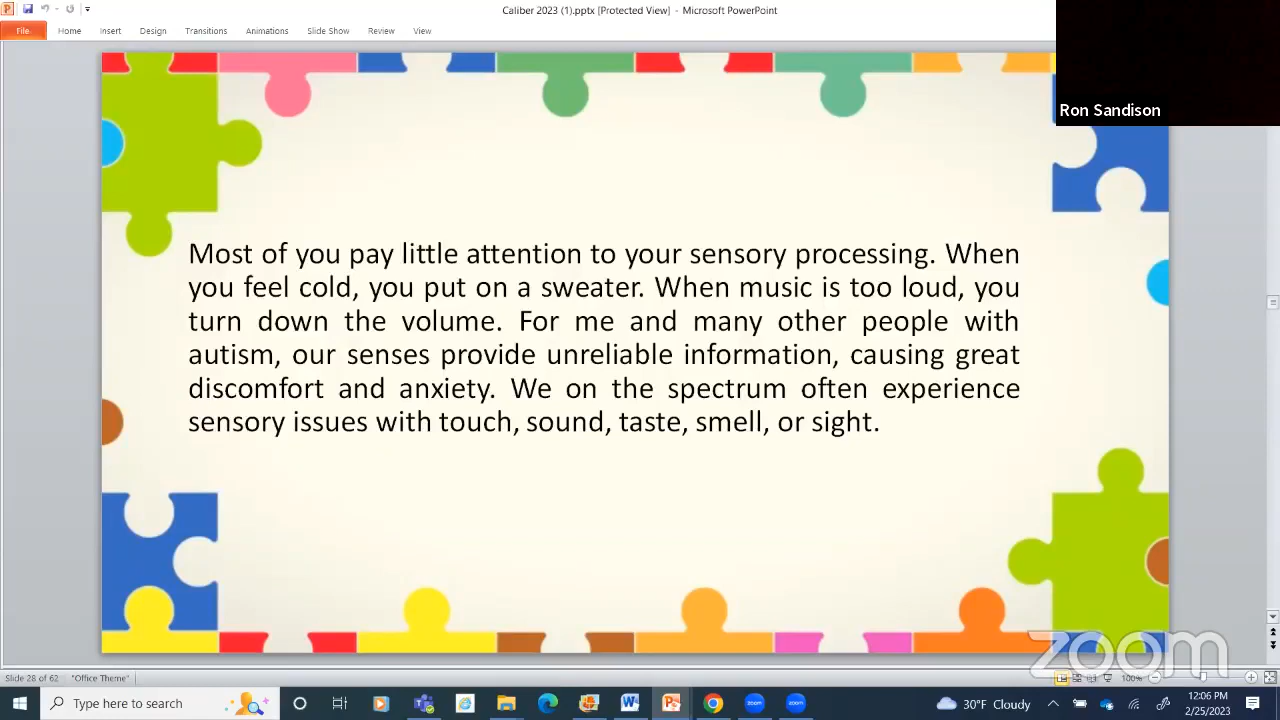 Caliber 2023 (1).pptx [Protected View] - Microsoft PowerPoint
File
Home
Insert
Design
Transitions
Animations
Slide Show
Review
View
Ron Sandison
Most of you pay little attention to your sensory processing. When
you feel cold, you put on a sweater. When music is too loud, you
turn down the volume. For me and many other people with
autism, our senses provide unreliable information, causing great
discomfort and anxiety. We on the spectrum often experience
sensory issues with touch, sound, taste, smell, or sight.
zoom
Slide 28 of 62
"Office Theme"
100%
Type here to search
30°F Cloudy
12:06 PM
2/25/2023